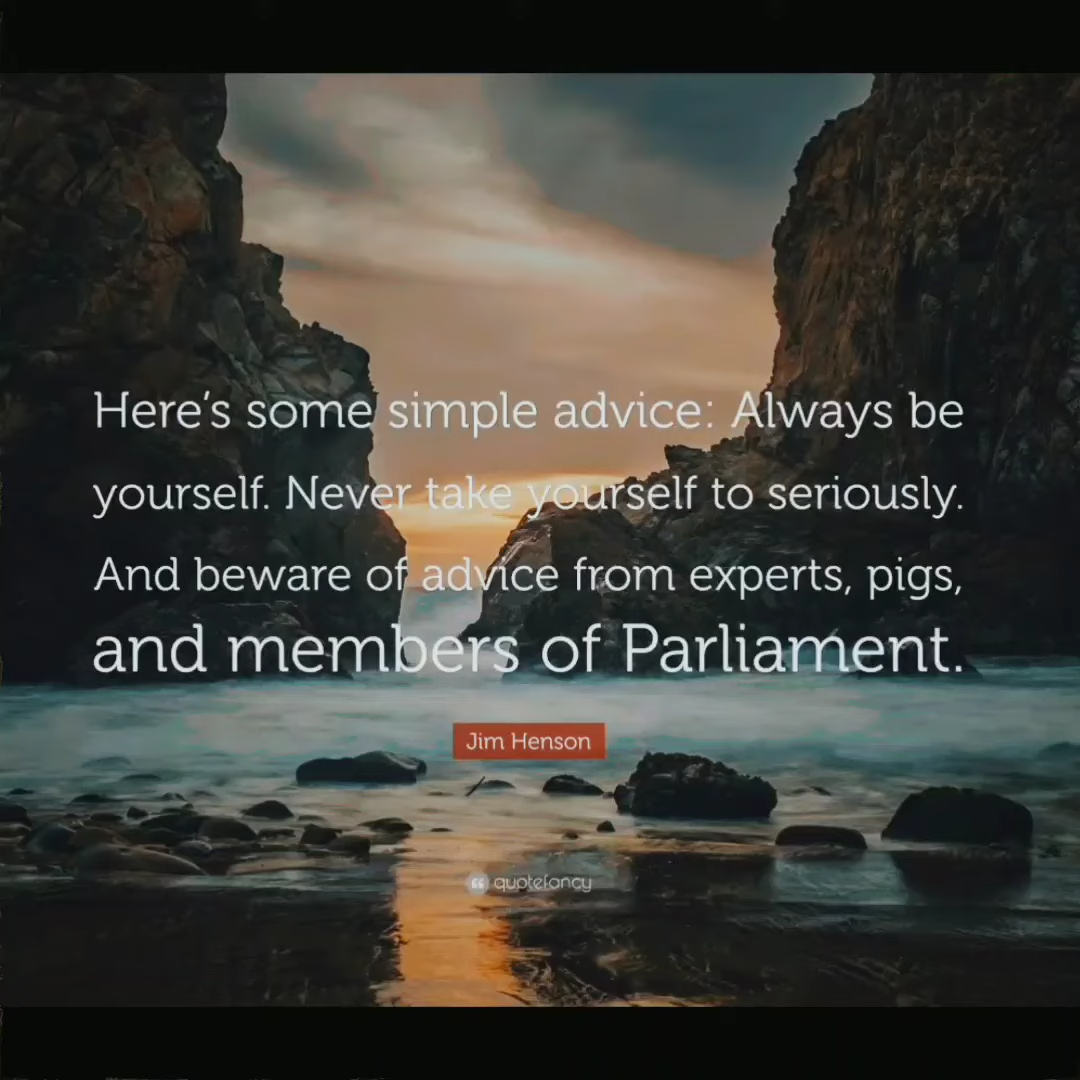 Here's some simple advice: Always be
yourself. Never take yourself to seriously.
And beware of advice from experts, pigs,
and members of Parliament.
Jim Henson
quotefancy